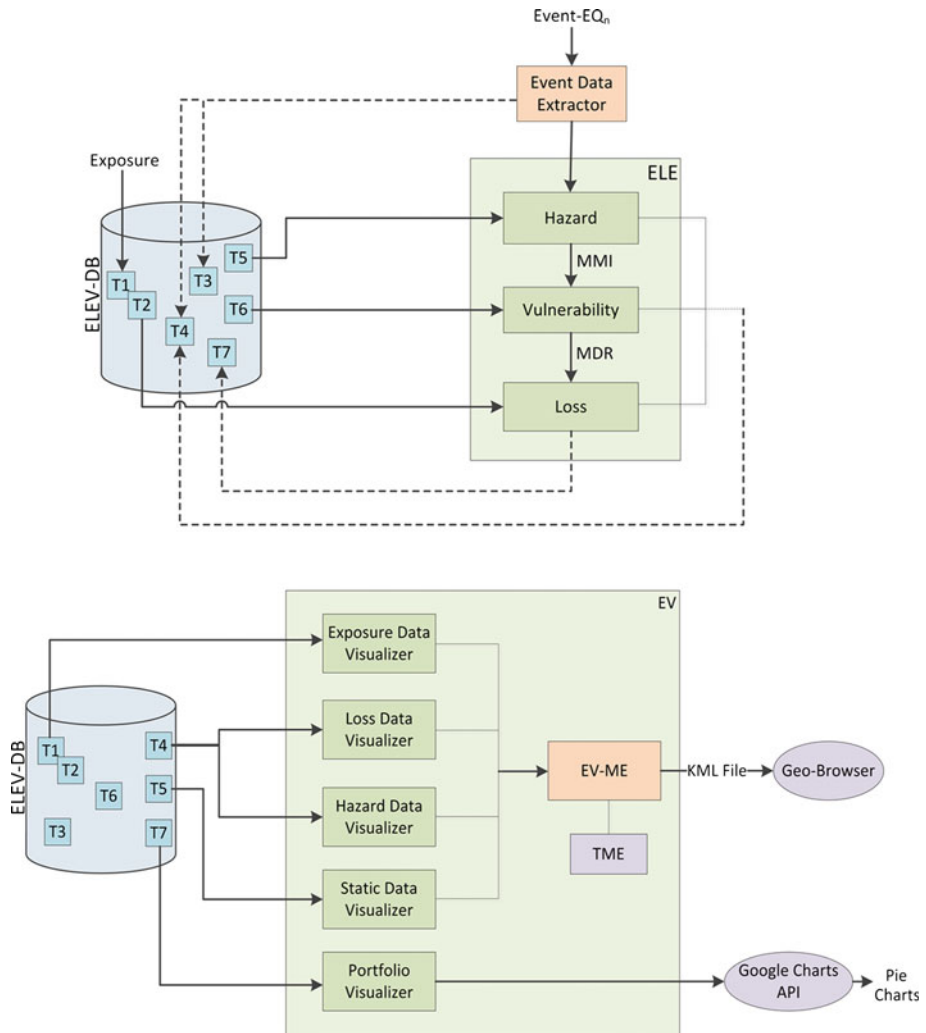 Event-EQn
Event Data
Extractor
Exposure
ELE
Hazard
MMI
Vulnerability
MDR
Loss
ELEV-DB
T1
T2
T3
T4
T5
T6
T7
EV
Exposure Data
Visualizer
Loss Data
Visualizer
Hazard Data
Visualizer
Static Data
Visualizer
Portfolio
Visualizer
ELEV-DB
T1
T2
T3
T4
T5
T6
T7
EV-ME
TME
KML File
Geo-Browser
Google Charts
API
Pie
Charts